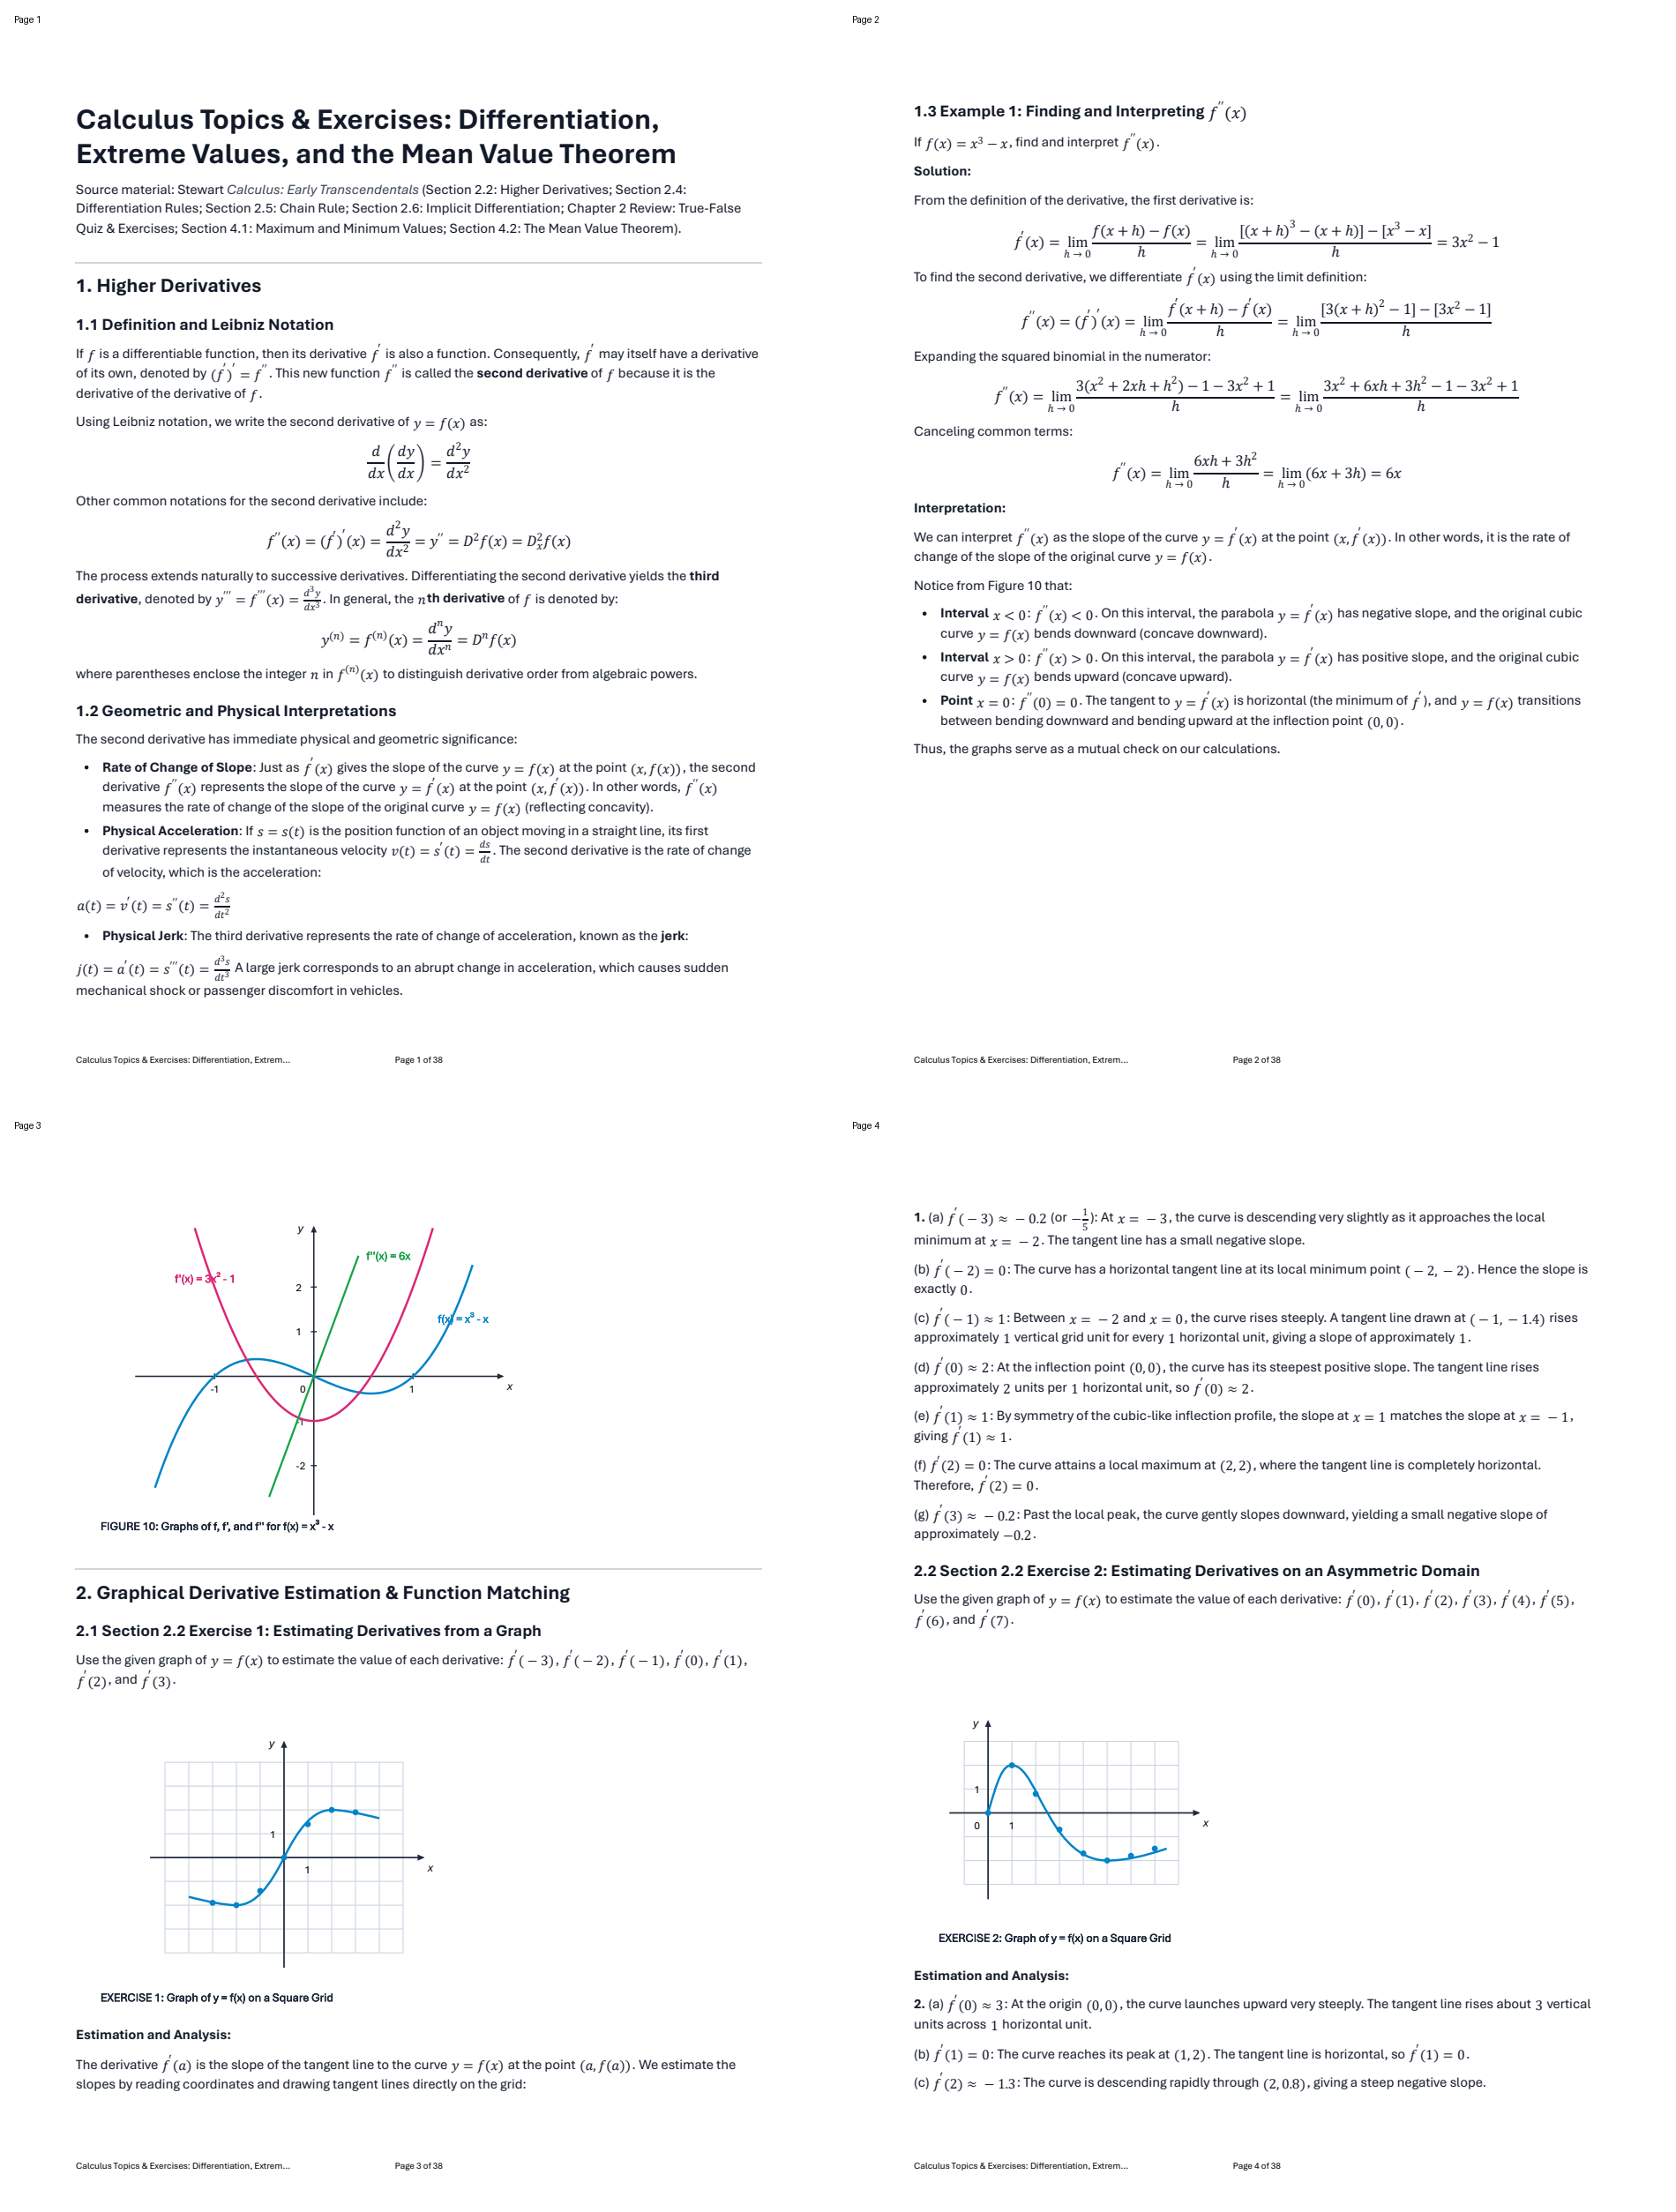 Page 1
Calculus Topics & Exercises: Differentiation,
Extreme Values, and the Mean Value Theorem
Source material: Stewart Calculus: Early Transcendentals (Section 2.2: Higher Derivatives; Section 2.4:
Differentiation Rules; Section 2.5: Chain Rule; Section 2.6: Implicit Differentiation; Chapter 2 Review: True-False
Quiz & Exercises; Section 4.1: Maximum and Minimum Values; Section 4.2: The Mean Value Theorem).
1. Higher Derivatives
1.1 Definition and Leibniz Notation
If f is a differentiable function, then its derivative f′ is also a function. Consequently, f′ may itself have a derivative
of its own, denoted by (f′)′ = f″. This new function f″ is called the second derivative of f because it is the
derivative of the derivative of f.
Using Leibniz notation, we write the second derivative of y = f(x) as:
d/dx (dy/dx) = d²y/dx²
Other common notations for the second derivative include:
f″(x) = (f′)′(x) = d²y/dx² = y″ = D²f(x) = D²ₓf(x)
The process extends naturally to successive derivatives. Differentiating the second derivative yields the third
derivative, denoted by y‴ = f‴(x) = d³y/dx³. In general, the nth derivative of f is denoted by:
y⁽ⁿ⁾ = f⁽ⁿ⁾(x) = dⁿy/dxⁿ = Dⁿf(x)
where parentheses enclose the integer n in f⁽ⁿ⁾(x) to distinguish derivative order from algebraic powers.
1.2 Geometric and Physical Interpretations
The second derivative has immediate physical and geometric significance:
• Rate of Change of Slope: Just as f′(x) gives the slope of the curve y = f(x) at the point (x, f(x)), the second
derivative f″(x) represents the slope of the curve y = f′(x) at the point (x, f′(x)). In other words, f″(x)
measures the rate of change of the slope of the original curve y = f(x) (reflecting concavity).
• Physical Acceleration: If s = s(t) is the position function of an object moving in a straight line, its first
derivative represents the instantaneous velocity v(t) = s′(t) = ds/dt. The second derivative is the rate of change
of velocity, which is the acceleration:
a(t) = v′(t) = s″(t) = d²s/dt²
• Physical Jerk: The third derivative represents the rate of change of acceleration, known as the jerk:
j(t) = a′(t) = s‴(t) = d³s/dt³ A large jerk corresponds to an abrupt change in acceleration, which causes sudden
mechanical shock or passenger discomfort in vehicles.
Calculus Topics & Exercises: Differentiation, Extrem... Page 1 of 38
Page 2
1.3 Example 1: Finding and Interpreting f″(x)
If f(x) = x³ − x, find and interpret f″(x).
Solution:
From the definition of the derivative, the first derivative is:
f′(x) = lim h→0 (f(x + h) − f(x))/h = lim h→0 ([(x + h)³ − (x + h)] − [x³ − x])/h = 3x² − 1
To find the second derivative, we differentiate f′(x) using the limit definition:
f″(x) = (f′)′(x) = lim h→0 (f′(x + h) − f′(x))/h = lim h→0 ([3(x + h)² − 1] − [3x² − 1])/h
Expanding the squared binomial in the numerator:
f″(x) = lim h→0 (3(x² + 2xh + h²) − 1 − 3x² + 1)/h = lim h→0 (3x² + 6xh + 3h² − 1 − 3x² + 1)/h
Canceling common terms:
f″(x) = lim h→0 (6xh + 3h²)/h = lim h→0 (6x + 3h) = 6x
Interpretation:
We can interpret f″(x) as the slope of the curve y = f′(x) at the point (x, f′(x)). In other words, it is the rate of
change of the slope of the original curve y = f(x).
Notice from Figure 10 that:
• Interval x < 0: f″(x) < 0. On this interval, the parabola y = f′(x) has negative slope, and the original cubic
curve y = f(x) bends downward (concave downward).
• Interval x > 0: f″(x) > 0. On this interval, the parabola y = f′(x) has positive slope, and the original cubic
curve y = f(x) bends upward (concave upward).
• Point x = 0: f″(0) = 0. The tangent to y = f′(x) is horizontal (the minimum of f′), and y = f(x) transitions
between bending downward and bending upward at the inflection point (0, 0).
Thus, the graphs serve as a mutual check on our calculations.
Calculus Topics & Exercises: Differentiation, Extrem... Page 2 of 38
Page 3
y
f''(x) = 6x
f'(x) = 3x² - 1
2
f(x) = x³ - x
1
-1
0
1
x
-1
-2
FIGURE 10: Graphs of f, f', and f'' for f(x) = x³ - x
2. Graphical Derivative Estimation & Function Matching
2.1 Section 2.2 Exercise 1: Estimating Derivatives from a Graph
Use the given graph of y = f(x) to estimate the value of each derivative: f′(− 3), f′(− 2), f′(− 1), f′(0), f′(1),
f′(2), and f′(3).
y
1
1
x
EXERCISE 1: Graph of y = f(x) on a Square Grid
Estimation and Analysis:
The derivative f′(a) is the slope of the tangent line to the curve y = f(x) at the point (a, f(a)). We estimate the
slopes by reading coordinates and drawing tangent lines directly on the grid:
Calculus Topics & Exercises: Differentiation, Extrem... Page 3 of 38
Page 4
1. (a) f′(− 3) ≈ − 0.2 (or −1/5): At x = − 3, the curve is descending very slightly as it approaches the local
minimum at x = − 2. The tangent line has a small negative slope.
(b) f′(− 2) = 0: The curve has a horizontal tangent line at its local minimum point (− 2, − 2). Hence the slope is
exactly 0.
(c) f′(− 1) ≈ 1: Between x = − 2 and x = 0, the curve rises steeply. A tangent line drawn at (− 1, − 1.4) rises
approximately 1 vertical grid unit for every 1 horizontal unit, giving a slope of approximately 1.
(d) f′(0) ≈ 2: At the inflection point (0, 0), the curve has its steepest positive slope. The tangent line rises
approximately 2 units per 1 horizontal unit, so f′(0) ≈ 2.
(e) f′(1) ≈ 1: By symmetry of the cubic-like inflection profile, the slope at x = 1 matches the slope at x = − 1,
giving f′(1) ≈ 1.
(f) f′(2) = 0: The curve attains a local maximum at (2, 2), where the tangent line is completely horizontal.
Therefore, f′(2) = 0.
(g) f′(3) ≈ − 0.2: Past the local peak, the curve gently slopes downward, yielding a small negative slope of
approximately −0.2.
2.2 Section 2.2 Exercise 2: Estimating Derivatives on an Asymmetric Domain
Use the given graph of y = f(x) to estimate the value of each derivative: f′(0), f′(1), f′(2), f′(3), f′(4), f′(5),
f′(6), and f′(7).
y
1
0
1
x
EXERCISE 2: Graph of y = f(x) on a Square Grid
Estimation and Analysis:
2. (a) f′(0) ≈ 3: At the origin (0, 0), the curve launches upward very steeply. The tangent line rises about 3 vertical
units across 1 horizontal unit.
(b) f′(1) = 0: The curve reaches its peak at (1, 2). The tangent line is horizontal, so f′(1) = 0.
(c) f′(2) ≈ − 1.3: The curve is descending rapidly through (2, 0.8), giving a steep negative slope.
Calculus Topics & Exercises: Differentiation, Extrem... Page 4 of 38